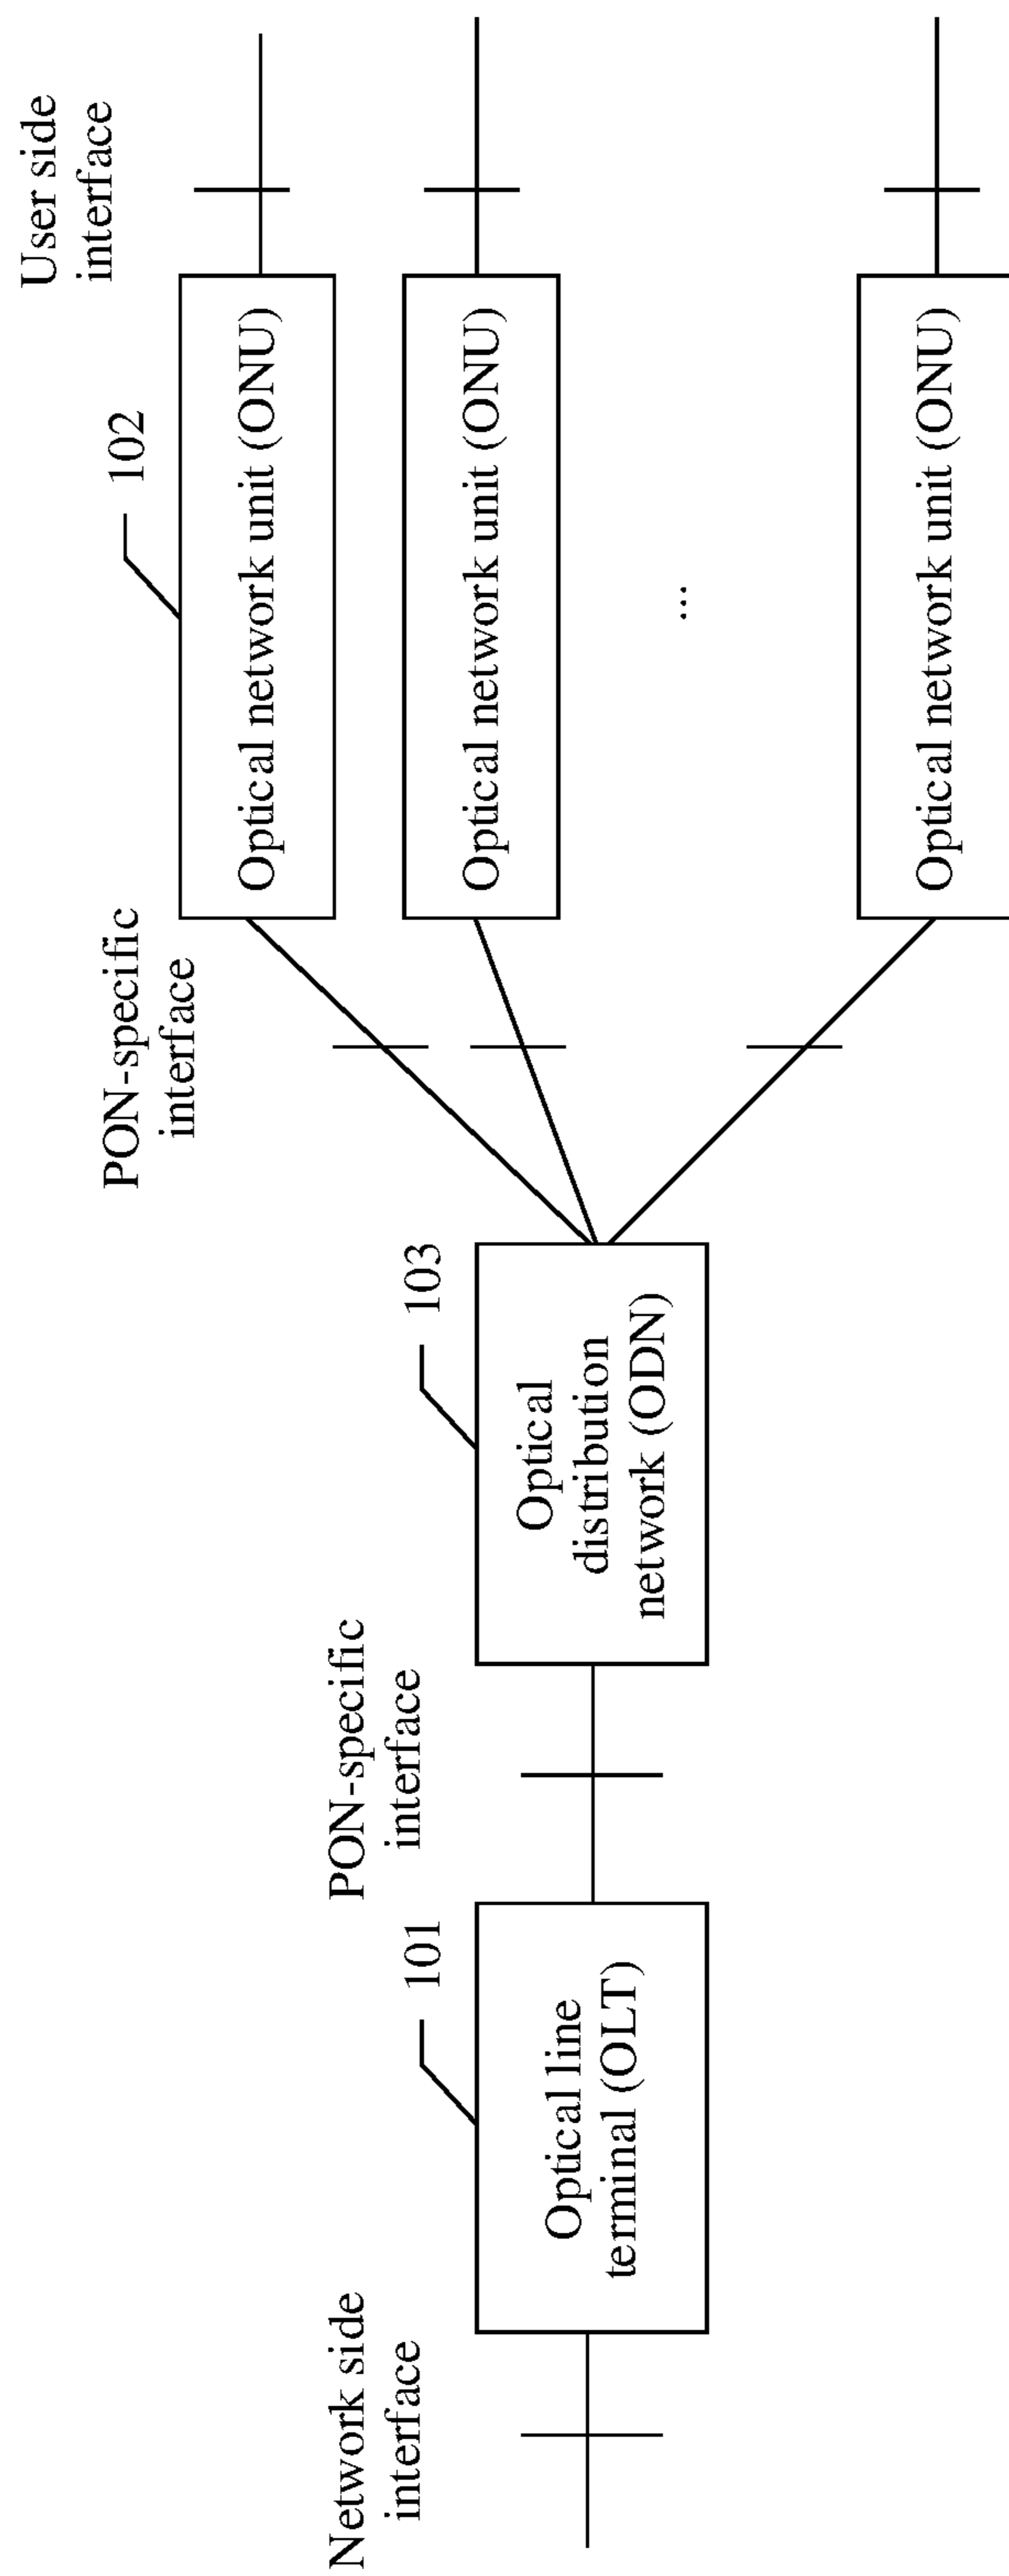 Network side
interface
101
Optical line
terminal (OLT)
PON-specific
interface
103
Optical
distribution
network (ODN)
PON-specific
interface
102
User side
interface
Optical network unit (ONU)
Optical network unit (ONU)
...
Optical network unit (ONU)